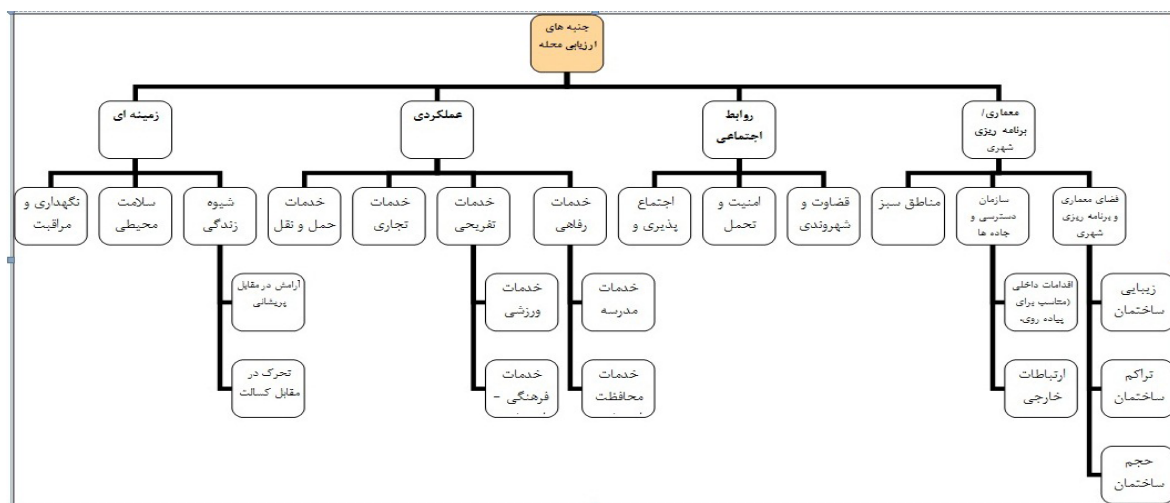 جنبه های
ارزیابی محله
معماری/
برنامه ریزی
شهری
روابط
اجتماعی
عملکردی
زمینه ای
فضای معماری
و برنامه ریزی
شهری
سازمان
دسترسی و
جاده ها
مناطق سبز
قضاوت و
شهروندی
امنیت و
تحمل
اجتماع
پذیری و
خدمات
رفاهی
خدمات
تفریحی
خدمات
تجاری
خدمات
حمل و نقل
شیوه
زندگی
سلامت
محیطی
نگهداری و
مراقبت
زیبایی
ساختمان
تراکم
ساختمان
حجم
ساختمان
اقدامات داخلی
(متناسب برای
پیاده روی،
ارتباطات
خارجی
خدمات
مدرسه
خدمات
محافظت
خدمات
ورزشی
خدمات
فرهنگی –
آرامش در مقابل
پریشانی
تحرک در
مقابل کسالت